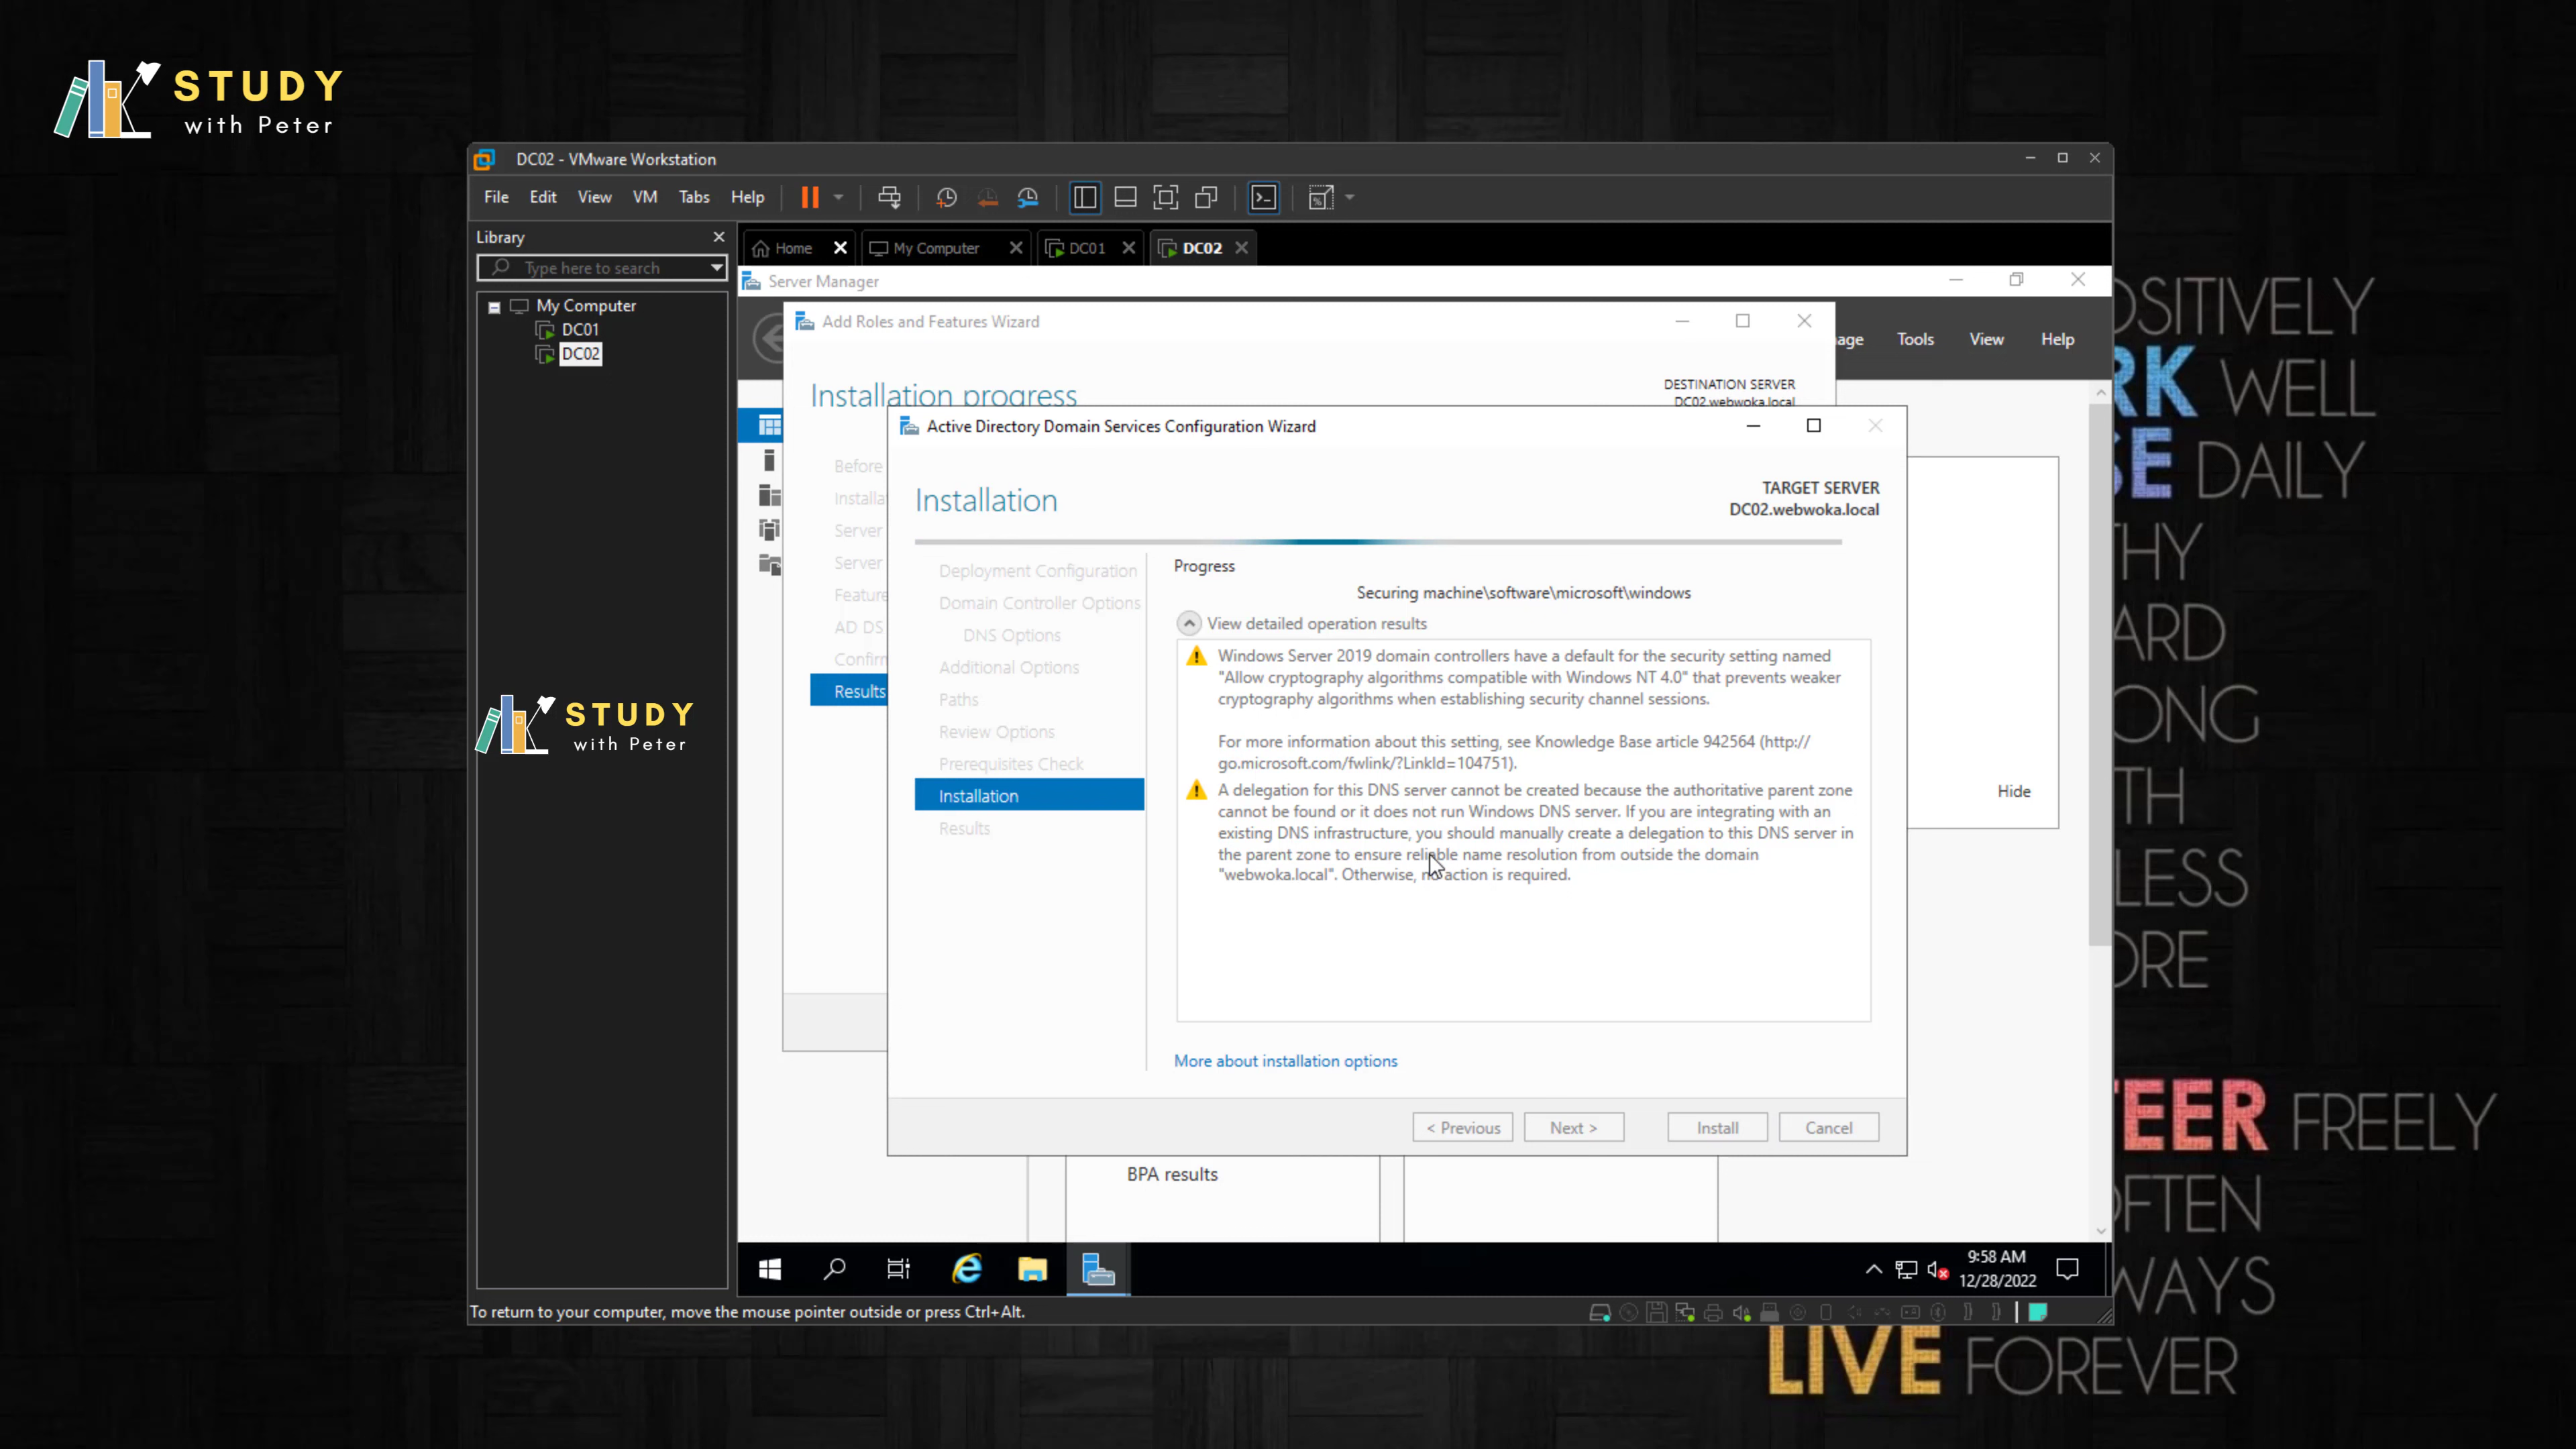 STUDY
with Peter
DC02 - VMware Workstation
File Edit View VM Tabs Help
Library
Type here to search
My Computer
DC01
DC02
Home My Computer DC01 DC02
Server Manager
Tools View Help
Add Roles and Features Wizard
Installation progress
DESTINATION SERVER
DC02.webwoka.local
Before
Server
Server
AD DS
Results
STUDY
with Peter
Active Directory Domain Services Configuration Wizard
Installation
TARGET SERVER
DC02.webwoka.local
Deployment Configuration
Domain Controller Options
DNS Options
Additional Options
Paths
Review Options
Prerequisites Check
Installation
Results
Progress
Securing machine\software\microsoft\windows
View detailed operation results
Windows Server 2019 domain controllers have a default for the security setting named
"Allow cryptography algorithms compatible with Windows NT 4.0" that prevents weaker
cryptography algorithms when establishing security channel sessions.
For more information about this setting, see Knowledge Base article 942564 (http://
go.microsoft.com/fwlink/?LinkId=104751).
A delegation for this DNS server cannot be created because the authoritative parent zone
cannot be found or it does not run Windows DNS server. If you are integrating with an
existing DNS infrastructure, you should manually create a delegation to this DNS server in
the parent zone to ensure reliable name resolution from outside the domain
"webwoka.local". Otherwise, no action is required.
More about installation options
< Previous Next > Install Cancel
Hide
BPA results
9:58 AM
12/28/2022
To return to your computer, move the mouse pointer outside or press Ctrl+Alt.
WELL
DAILY
FREELY
LIVE FOREVER